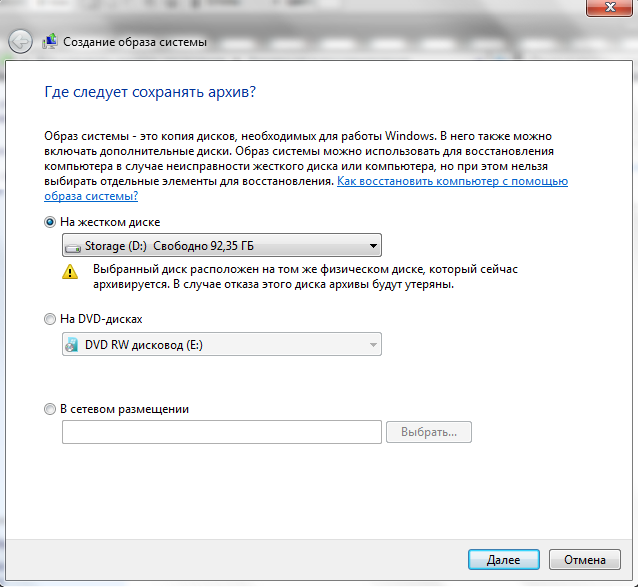 Создание образа системы
Где следует сохранять архив?
Образ системы - это копия дисков, необходимых для работы Windows. В него также можно
включать дополнительные диски. Образ системы можно использовать для восстановления
компьютера в случае неисправности жесткого диска или компьютера, но при этом нельзя
выбирать отдельные элементы для восстановления. Как восстановить компьютер с помощью
образа системы?
На жестком диске
Storage (D:) Свободно 92,35 ГБ
Выбранный диск расположен на том же физическом диске, который сейчас
архивируется. В случае отказа этого диска архивы будут утеряны.
На DVD-дисках
DVD RW дисковод (E:)
В сетевом размещении
Выбрать...
Далее
Отмена